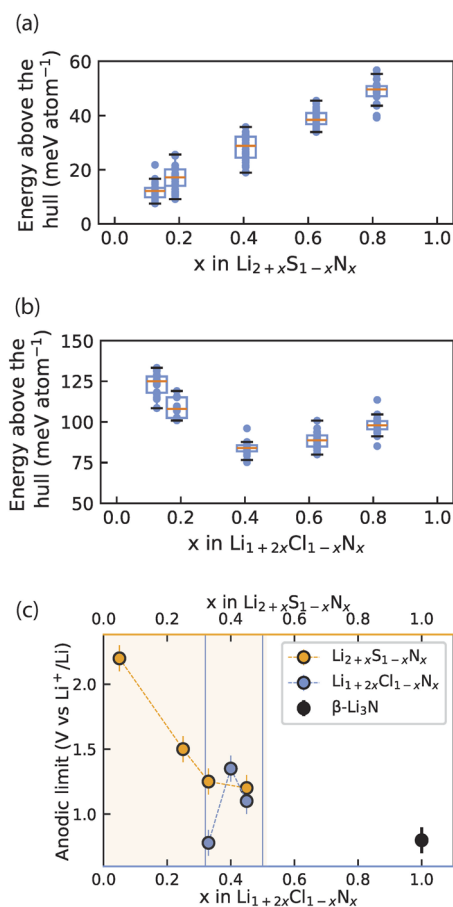 (a)
Energy above the
hull (meV atom⁻¹)
60
40
20
0
0.0 0.2 0.4 0.6 0.8 1.0
x in Li₂₊ₓS₁₋ₓNₓ
(b)
Energy above the
hull (meV atom⁻¹)
150
125
100
75
50
0.0 0.2 0.4 0.6 0.8 1.0
x in Li₁₊₂ₓCl₁₋ₓNₓ
(c)
x in Li₂₊ₓS₁₋ₓNₓ
0.0 0.2 0.4 0.6 0.8 1.0
Anodic limit (V vs Li⁺/Li)
2.0
1.5
1.0
Li₂₊ₓS₁₋ₓNₓ
Li₁₊₂ₓCl₁₋ₓNₓ
β-Li₃N
0.0 0.2 0.4 0.6 0.8 1.0
x in Li₁₊₂ₓCl₁₋ₓNₓ